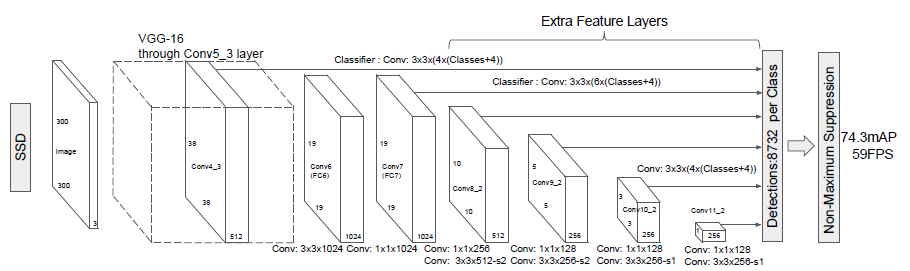 Extra Feature Layers
VGG-16
through Conv5_3 layer
Classifier : Conv: 3x3x(4x(Classes+4))
Classifier : Conv: 3x3x(6x(Classes+4))
SSD
300
Image
300
3
38
Conv4_3
38
512
19
Conv6
(FC6)
19
1024
19
Conv7
(FC7)
19
1024
10
Conv8_2
10
512
5
Conv9_2
5
256
Conv: 3x3x(4x(Classes+4))
3
Conv10_2
3
256
Conv11_2
1
256
Detections:8732 per Class
Non-Maximum Suppression
74.3mAP
59FPS
Conv: 3x3x1024
Conv: 1x1x1024
Conv: 1x1x256
Conv: 3x3x512-s2
Conv: 1x1x128
Conv: 3x3x256-s2
Conv: 1x1x128
Conv: 3x3x256-s1
Conv: 1x1x128
Conv: 3x3x256-s1